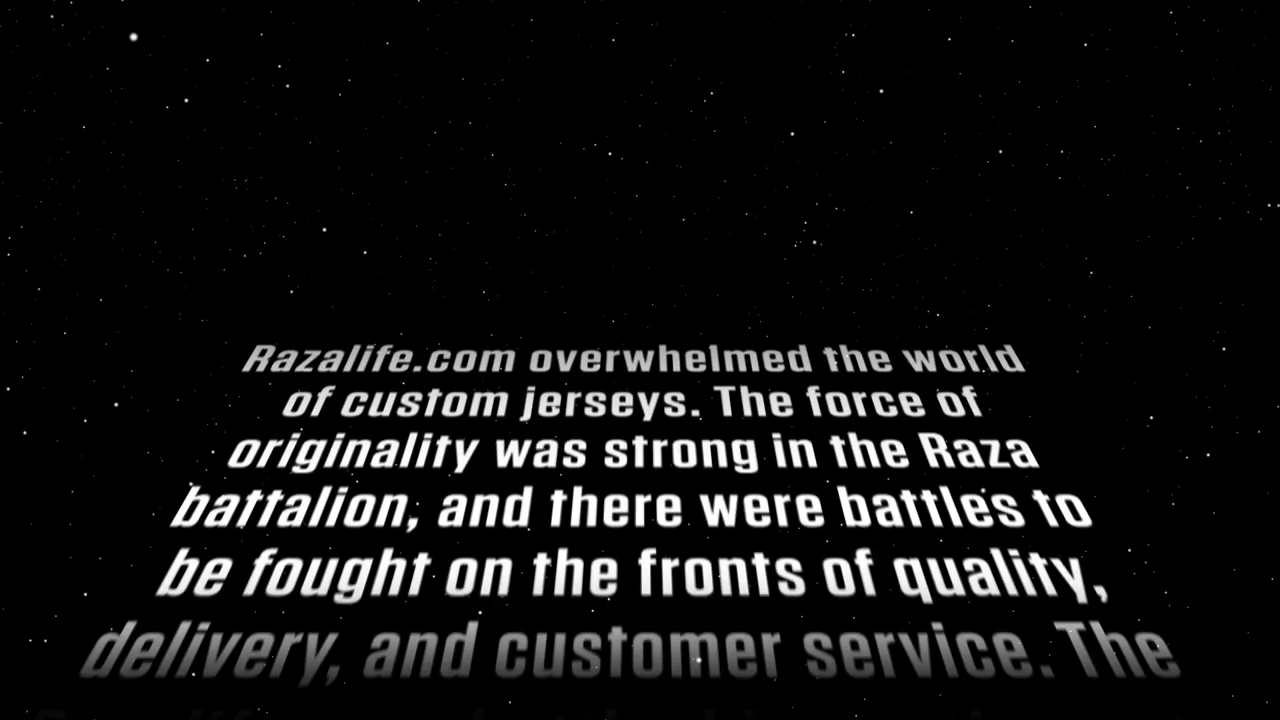 Razalife.com overwhelmed the world
of custom jerseys. The force of
originality was strong in the Raza
battalion, and there were battles to
be fought on the fronts of quality,
delivery, and customer service. The